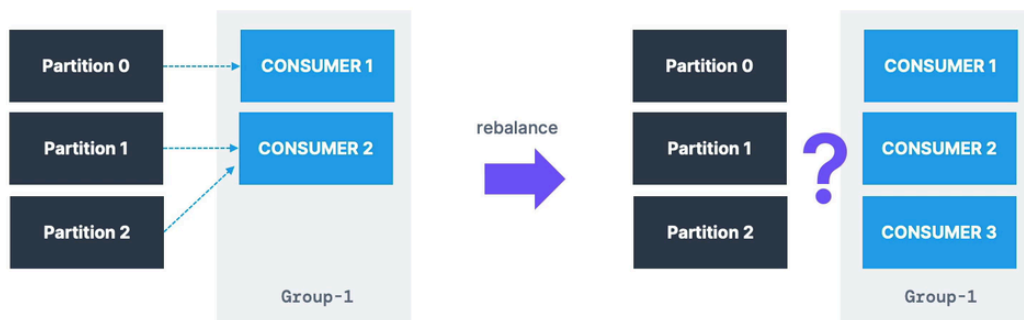 Partition 0
CONSUMER 1
Partition 1
CONSUMER 2
Partition 2
Group-1
rebalance
Partition 0
CONSUMER 1
Partition 1
?
CONSUMER 2
Partition 2
CONSUMER 3
Group-1